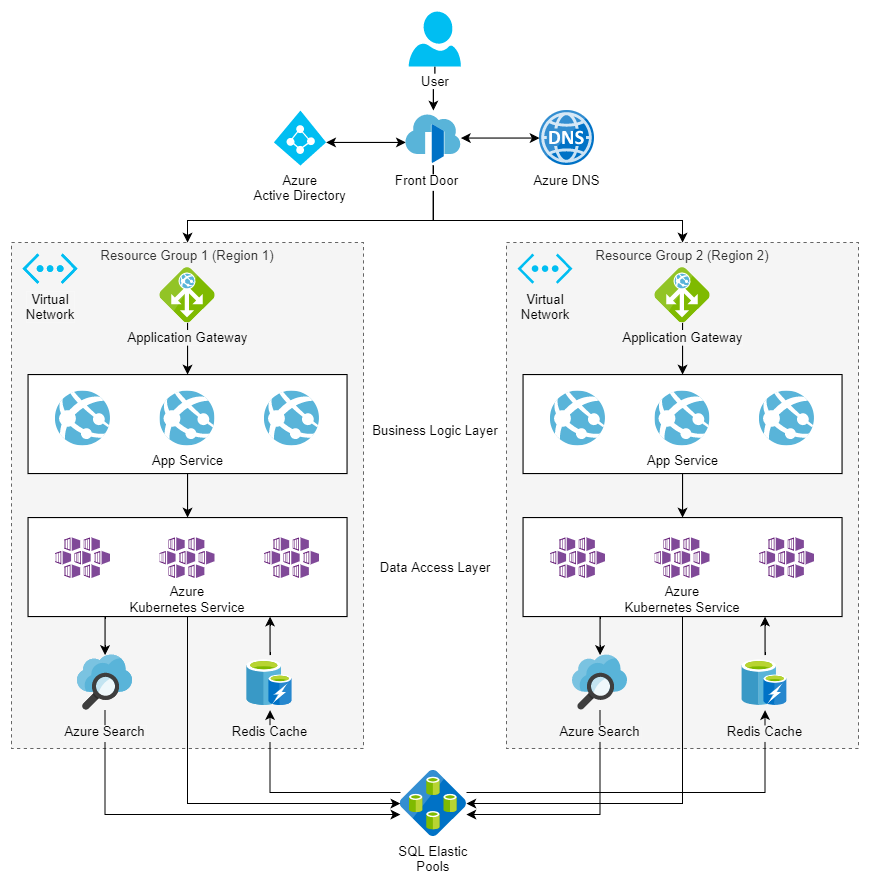 User
DNS
Azure
Active Directory
Front Door
Azure DNS
Resource Group 1 (Region 1)
Virtual
Network
Application Gateway
App Service
Azure
Kubernetes Service
Azure Search
Redis Cache
Business Logic Layer
Data Access Layer
Resource Group 2 (Region 2)
Virtual
Network
Application Gateway
App Service
Azure
Kubernetes Service
Azure Search
Redis Cache
SQL Elastic
Pools